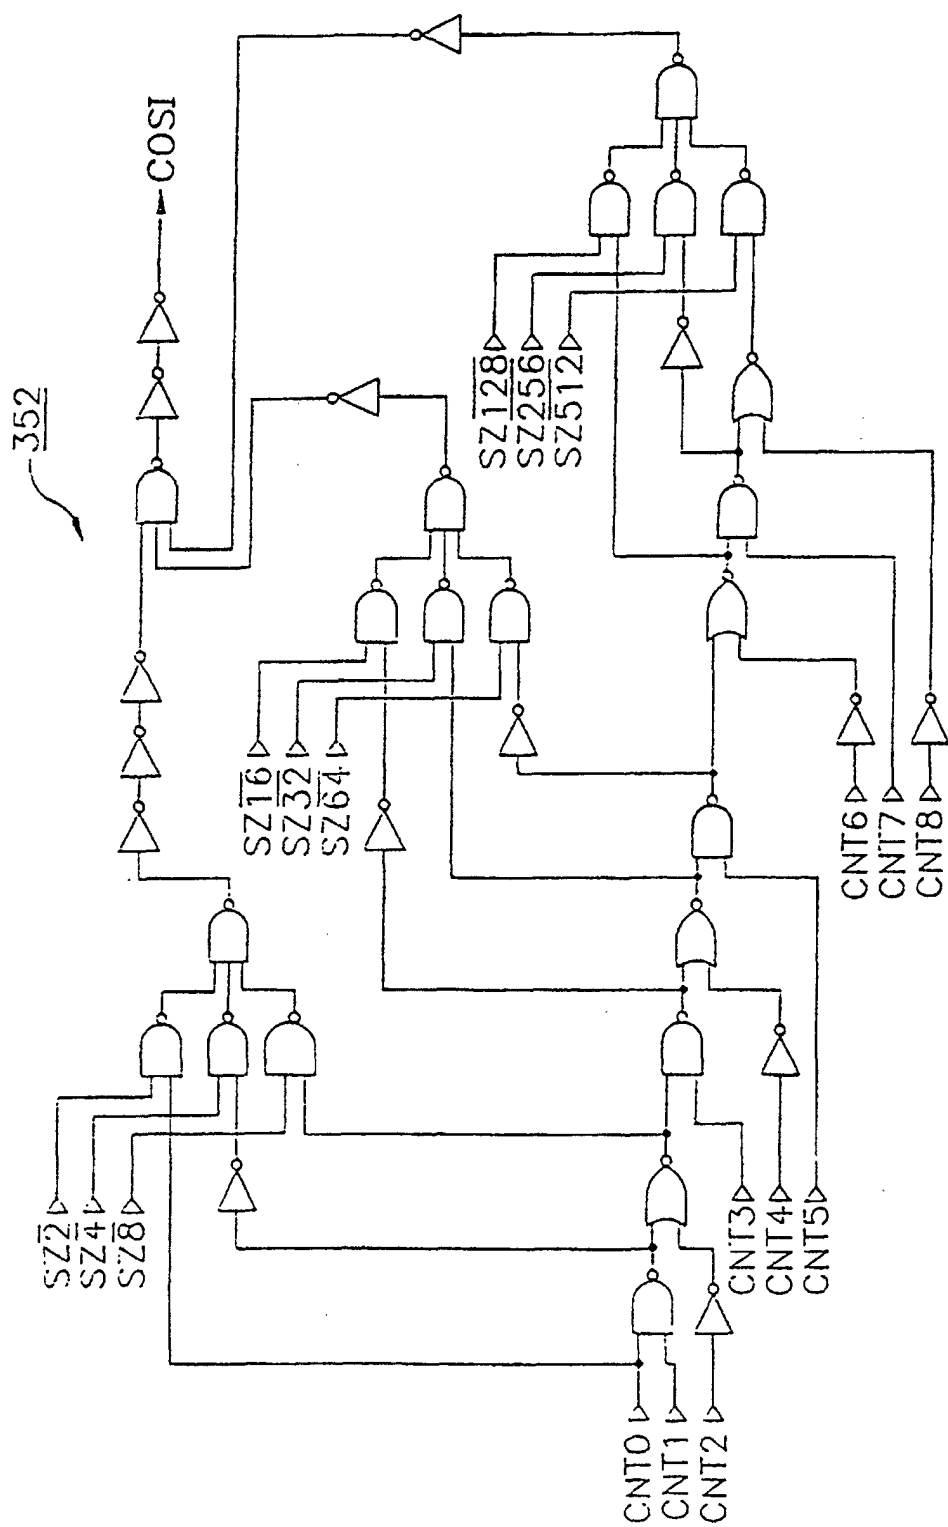 352
COSI
SZ2
SZ4
SZ8
SZ16
SZ32
SZ64
SZ128
SZ256
SZ512
CNT0
CNT1
CNT2
CNT3
CNT4
CNT5
CNT6
CNT7
CNT8